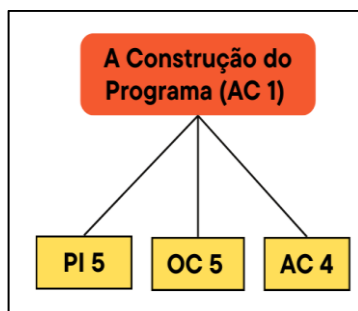 A Construção do
Programa (AC 1)
PI 5
OC 5
AC 4